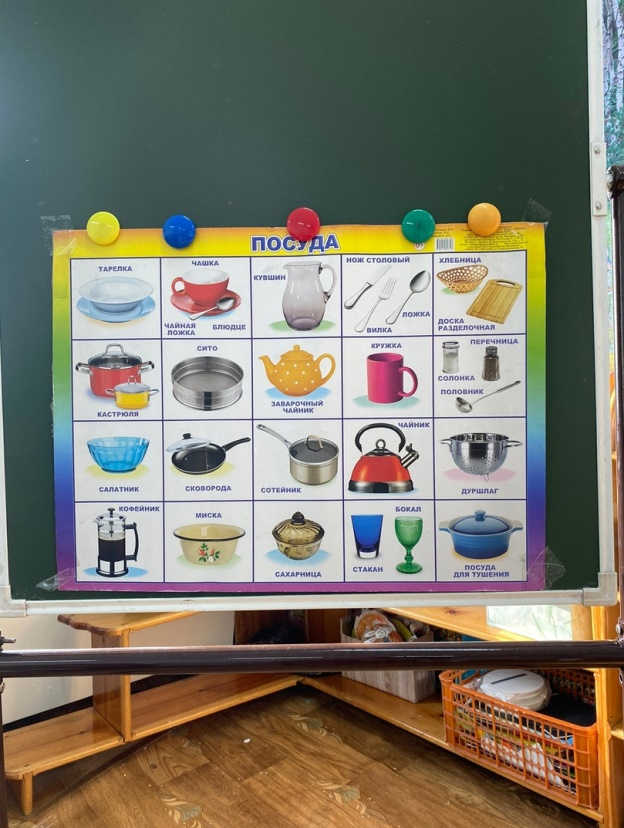 ПОСУДА
ТАРЕЛКА
ЧАШКА
ЧАЙНАЯ
ЛОЖКА
БЛЮДЦЕ
КУВШИН
НОЖ СТОЛОВЫЙ
ЛОЖКА
ВИЛКА
ХЛЕБНИЦА
ДОСКА
РАЗДЕЛОЧНАЯ
КАСТРЮЛЯ
СИТО
ЗАВАРОЧНЫЙ
ЧАЙНИК
КРУЖКА
ПЕРЕЧНИЦА
СОЛОНКА
ПОЛОВНИК
САЛАТНИК
СКОВОРОДА
СОТЕЙНИК
ЧАЙНИК
ДУРШЛАГ
КОФЕЙНИК
МИСКА
САХАРНИЦА
БОКАЛ
СТАКАН
ПОСУДА
ДЛЯ ТУШЕНИЯ